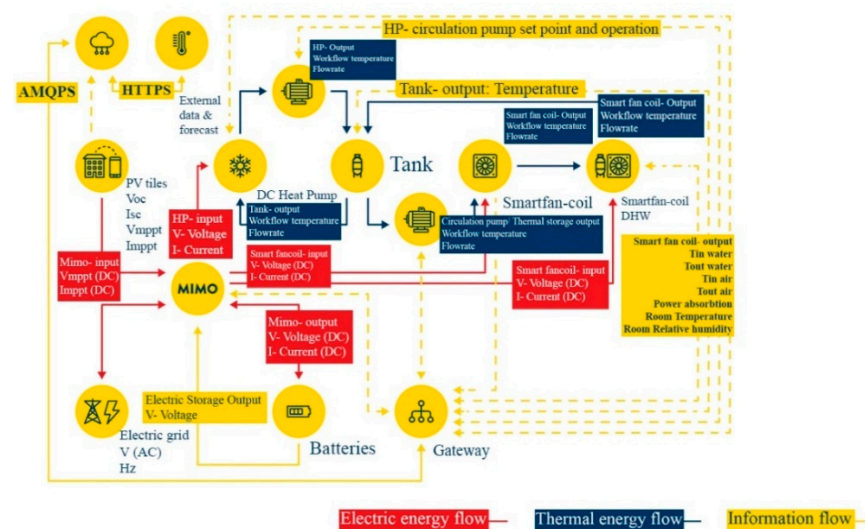 HP- circulation pump set point and operation
HP- Output
Workflow temperature
Flowrate
AMQPS
HTTPS
External
data &
forecast
Tank- output: Temperature
Smart fan coil- Output
Workflow temperature
Flowrate
Smart fan coil- Output
Workflow temperature
Flowrate
Tank
PV tiles
Voc
Isc
Vmppt
Imppt
DC Heat Pump
Smartfan-coil
Smartfan-coil
DHW
HP- input
V- Voltage
I- Current
Tank- output
Workflow temperature
Flowrate
Circulation pump/ Thermal storage output
Workflow temperature
Flowrate
Mimo- input
Vmppt (DC)
Imppt (DC)
MIMO
Smart fancoil- input
V- Voltage (DC)
I- Current (DC)
Smart fancoil- input
V- Voltage (DC)
I- Current (DC)
Smart fan coil- output
Tin water
Tout water
Tin air
Tout air
Power absorbtion
Room Temperature
Room Relative humidity
Mimo- output
V- Voltage (DC)
I- Current (DC)
Electric Storage Output
V- Voltage
Electric grid
V (AC)
Hz
Batteries
Gateway
Electric energy flow
Thermal energy flow
Information flow